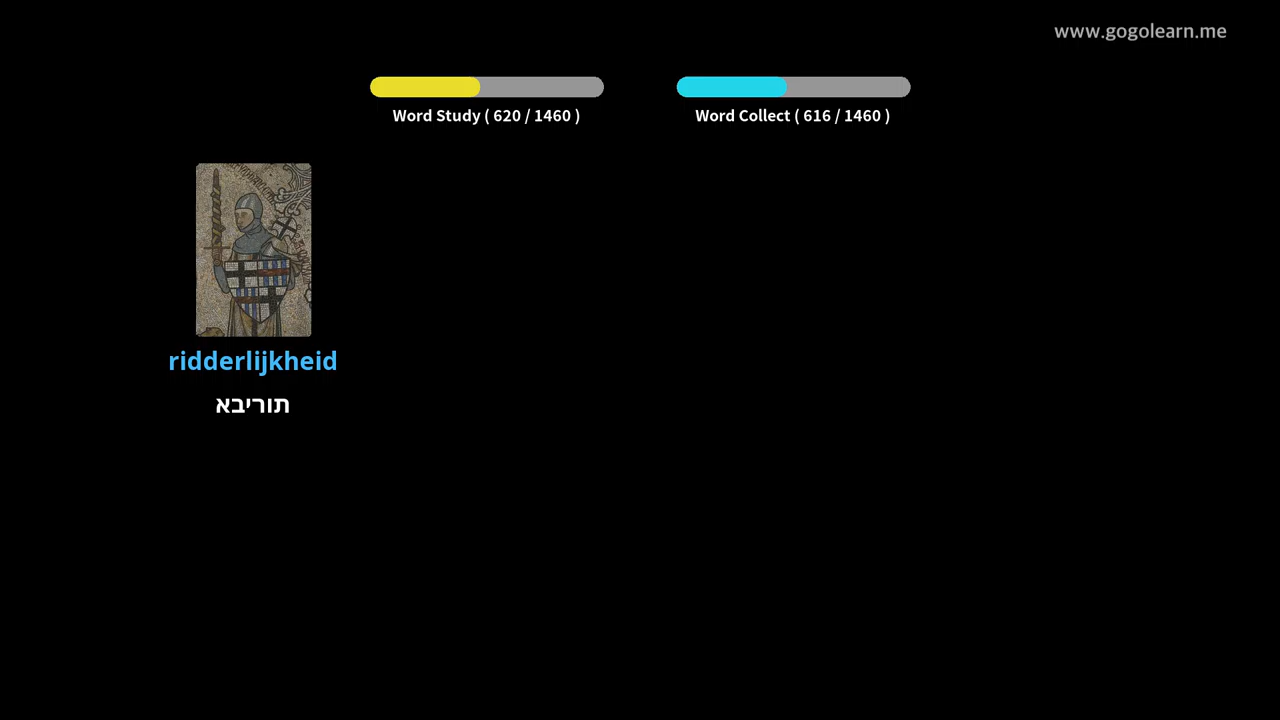 www.gogolearn.me
Word Study ( 620 / 1460 )
Word Collect ( 616 / 1460 )
ridderlijkheid
תוריבא